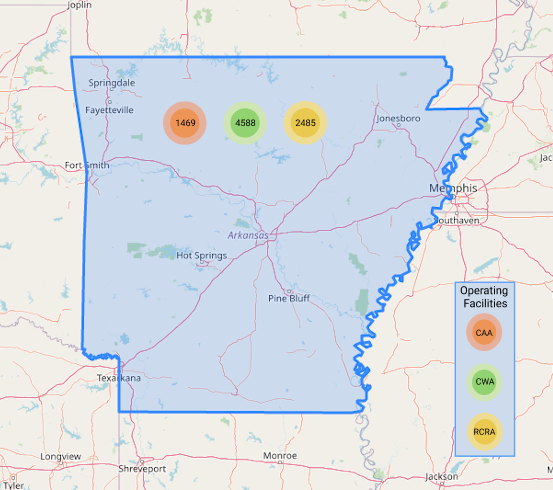 Joplin
Springdale
Fayetteville
1469
4588
2485
Jonesboro
Fort Smith
Memphis
Southaven
Arkansas
Hot Springs
Pine Bluff
Operating
Facilities
CAA
CWA
RCRA
Texarkana
Longview
Shreveport
Monroe
Jackson
Tyler